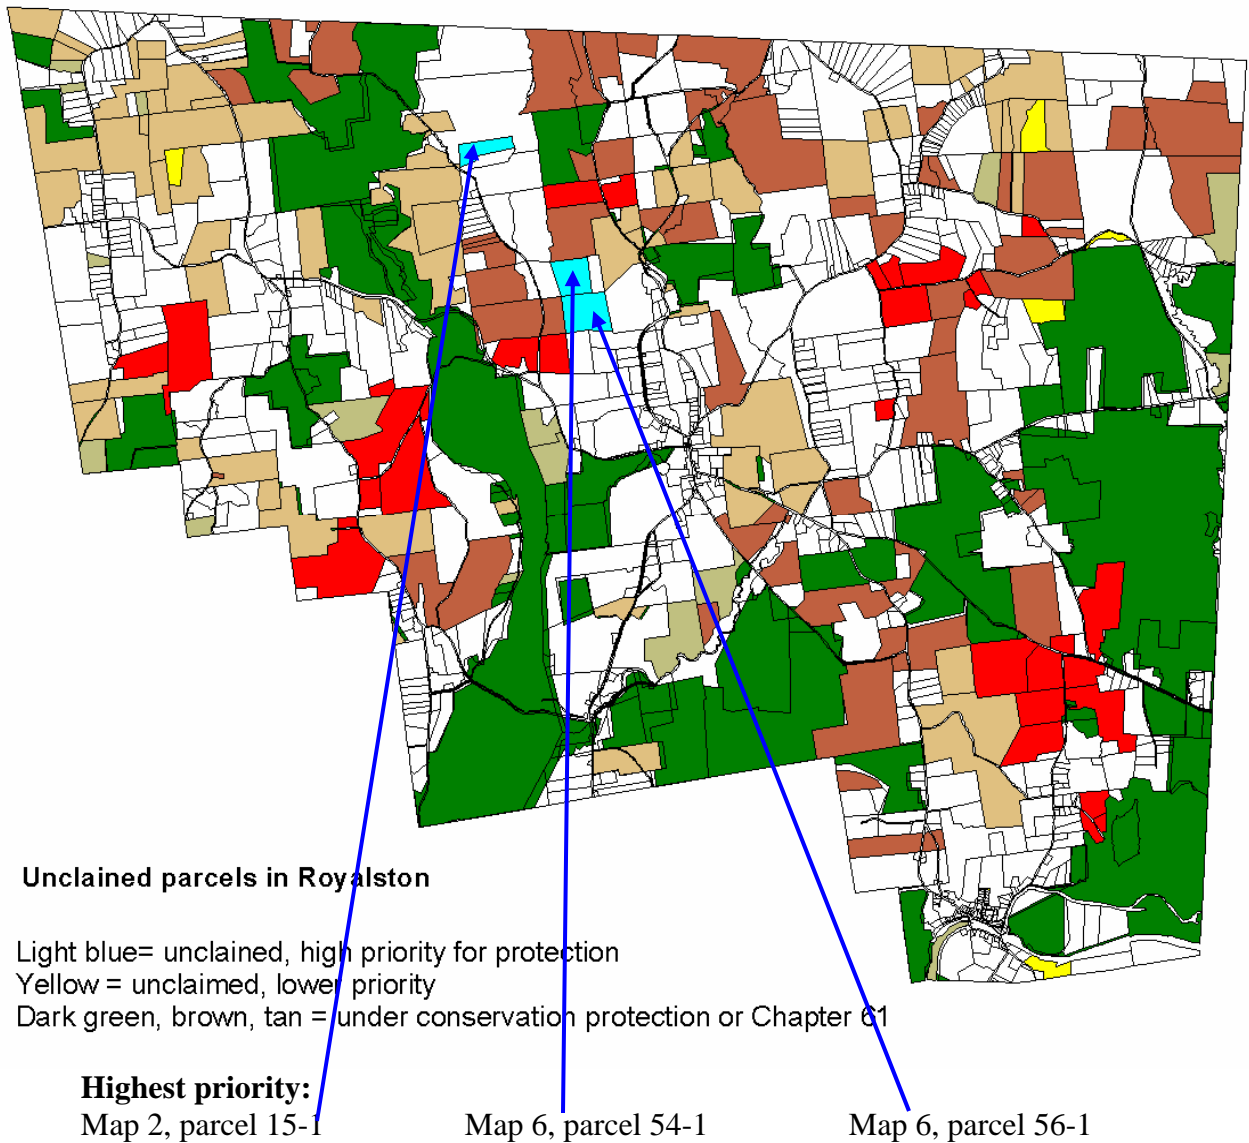 Unclained parcels in Royalston
Light blue= unclained, high priority for protection
Yellow = unclaimed, lower priority
Dark green, brown, tan = under conservation protection or Chapter 61
Highest priority:
Map 2, parcel 15-1 Map 6, parcel 54-1 Map 6, parcel 56-1